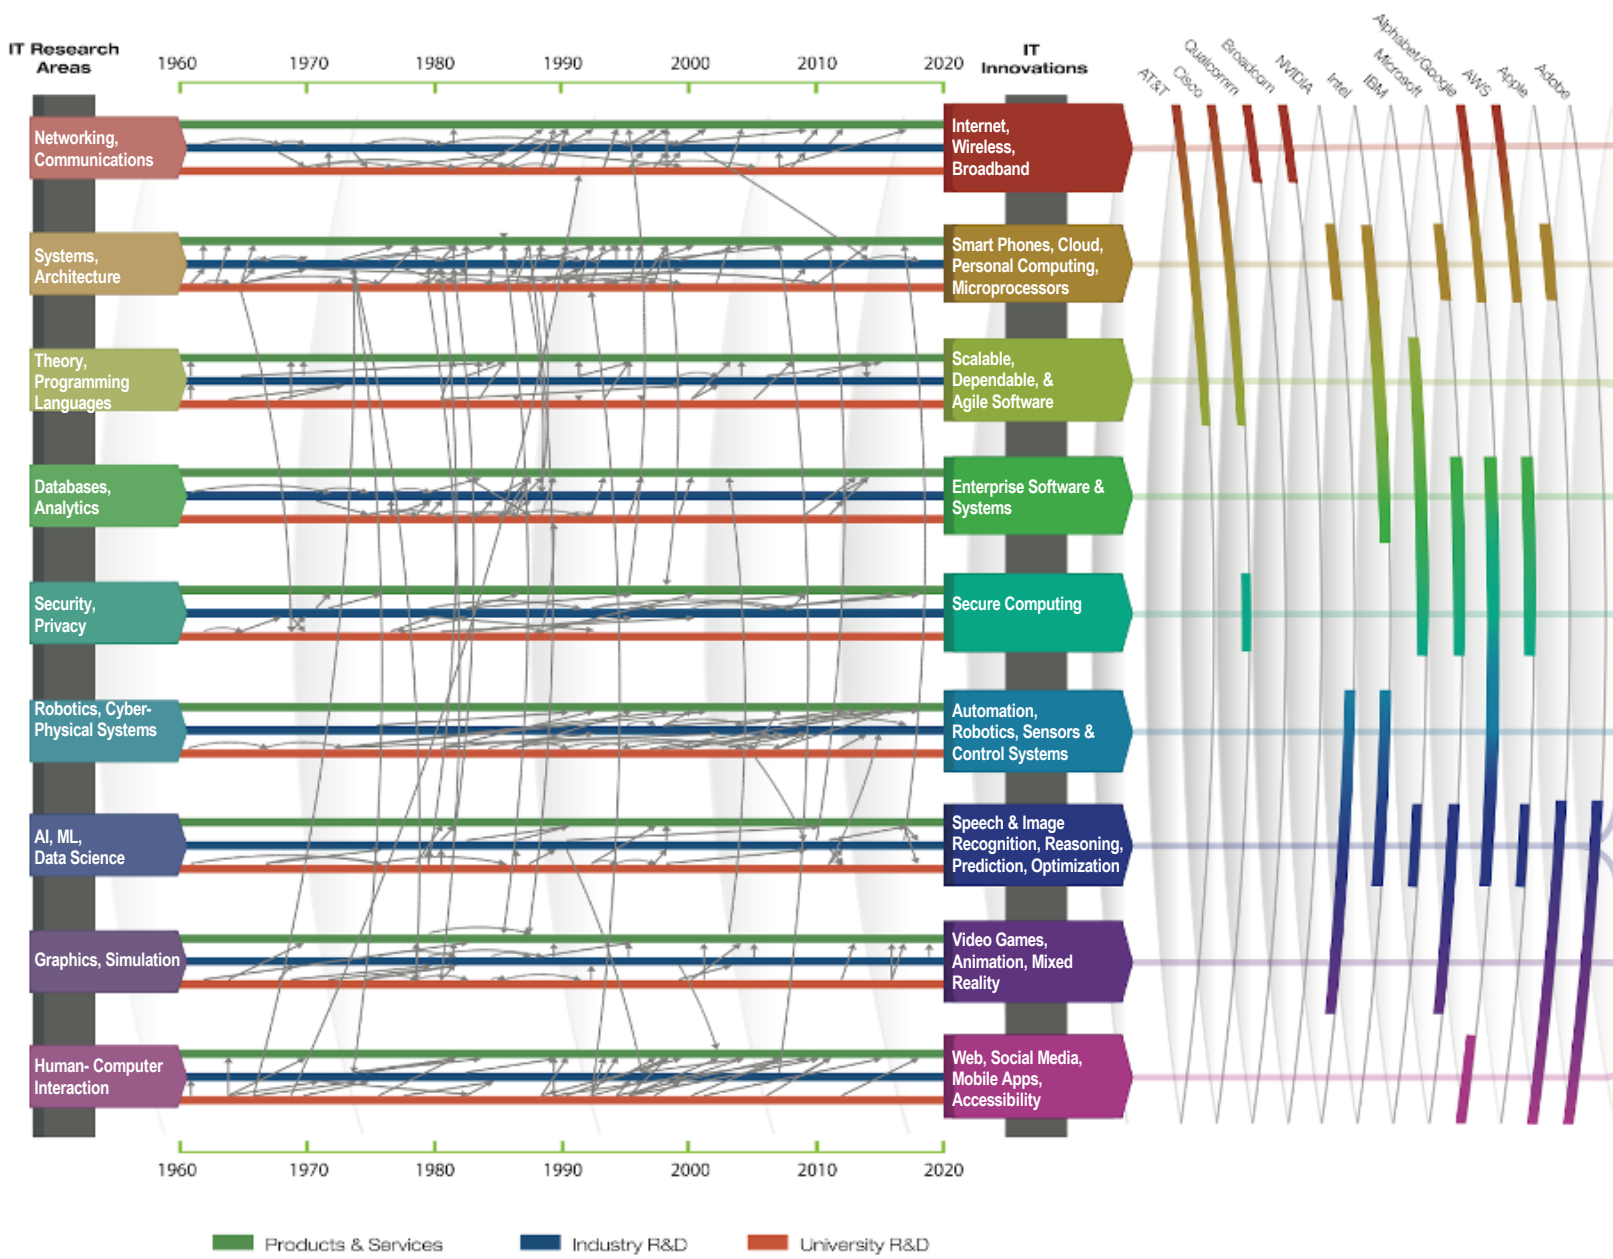 IT Research
Areas
1960
1970
1980
1990
2000
2010
2020
IT
Innovations
AT&T
Cisco
Qualcomm
Broadcom
NVIDIA
Intel
IBM
Microsoft
Alphabet/Google
AWS
Apple
Adobe
Networking,
Communications
Internet,
Wireless,
Broadband
Systems,
Architecture
Smart Phones, Cloud,
Personal Computing,
Microprocessors
Theory,
Programming
Languages
Scalable,
Dependable, &
Agile Software
Databases,
Analytics
Enterprise Software &
Systems
Security,
Privacy
Secure Computing
Robotics, Cyber-
Physical Systems
Automation,
Robotics, Sensors &
Control Systems
AI, ML,
Data Science
Speech & Image
Recognition, Reasoning,
Prediction, Optimization
Graphics, Simulation
Video Games,
Animation, Mixed
Reality
Human- Computer
Interaction
Web, Social Media,
Mobile Apps,
Accessibility
1960
1970
1980
1990
2000
2010
2020
Products & Services
Industry R&D
University R&D